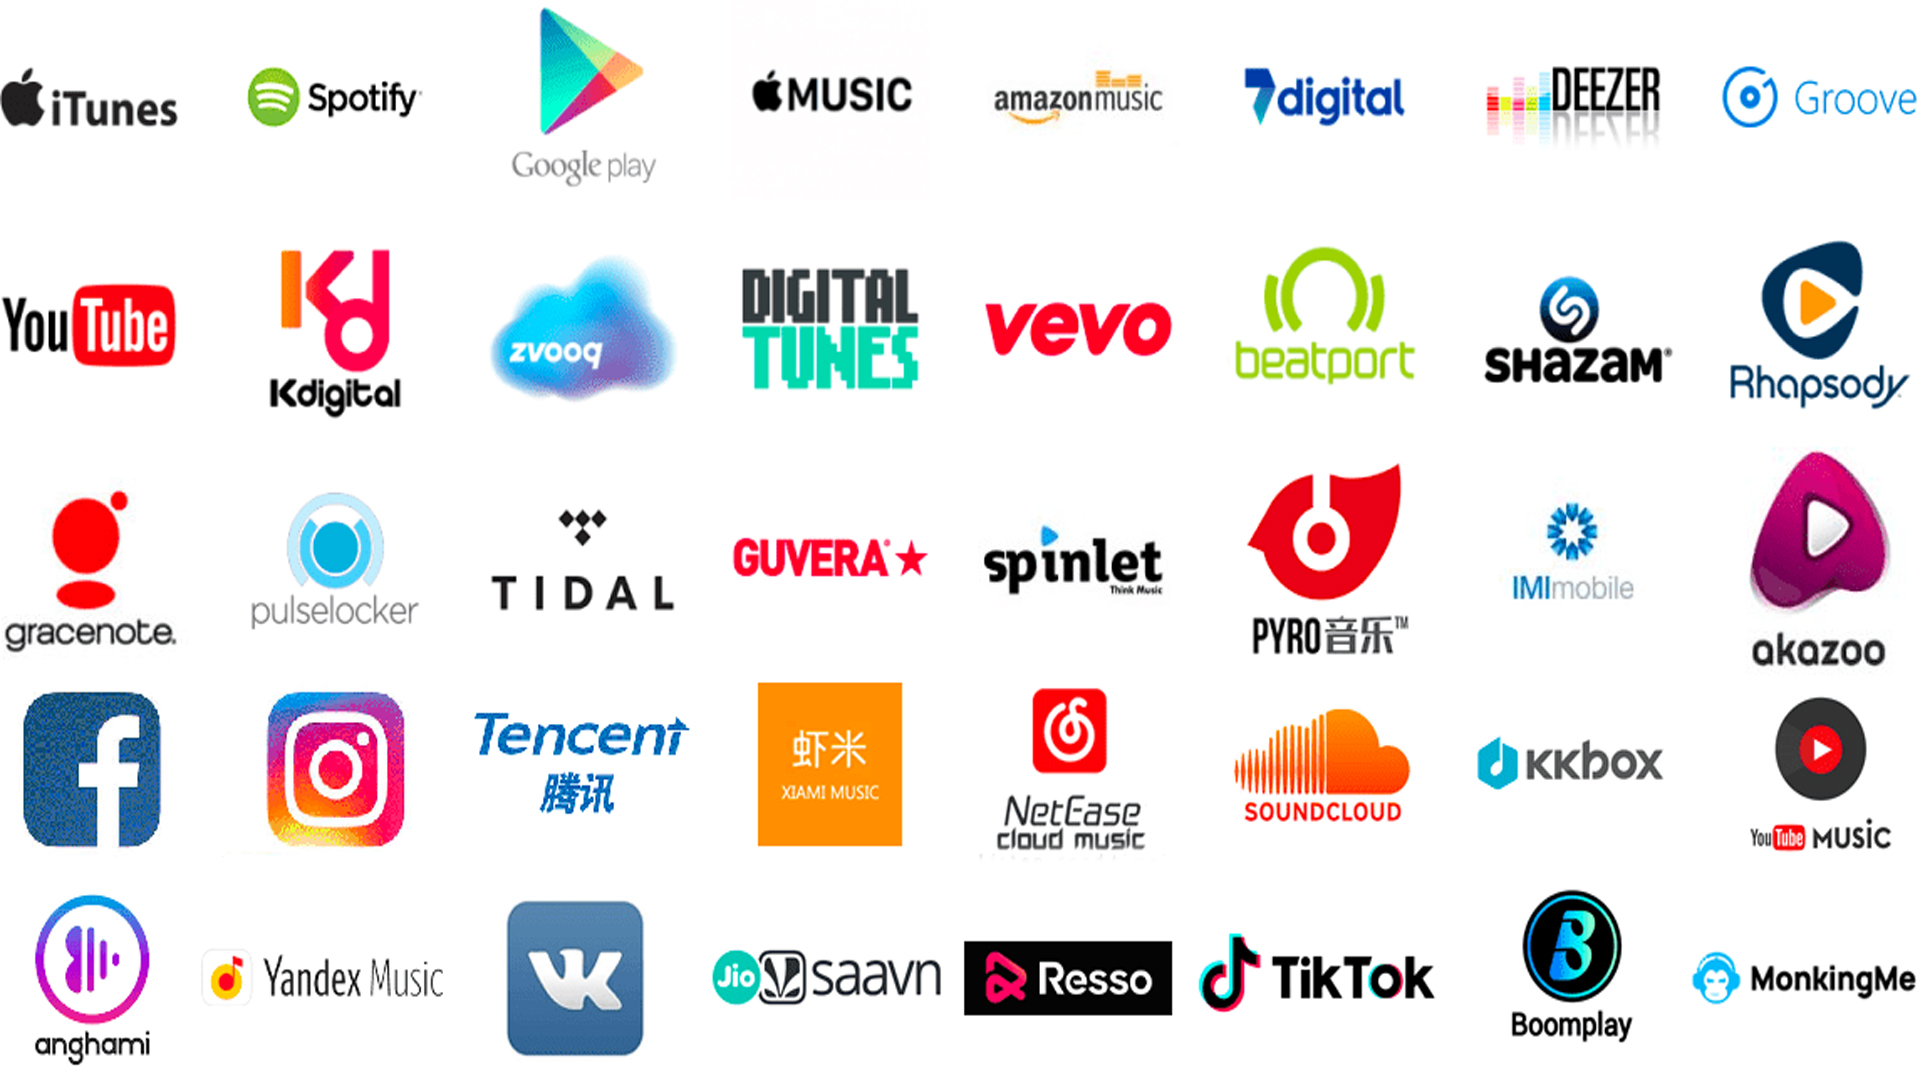 iTunes
Spotify
Google play
MUSIC
amazonmusic
7digital
DEEZER
Groove
YouTube
Kdigital
zvooq
DIGITAL
TUNES
vevo
beatport
SHAZAM®
Rhapsody
gracenote.
pulselocker
TIDAL
GUVERA®
spinlet
Think Music
PYRO音乐™
IMImobile
akazoo
Tencent
腾讯
虾米
XIAMI MUSIC
NetEase
cloud music
SOUNDCLOUD
KKBOX
YouTube MUSIC
anghami
Yandex Music
Jio saavn
Resso
TikTok
Boomplay
MonkingMe